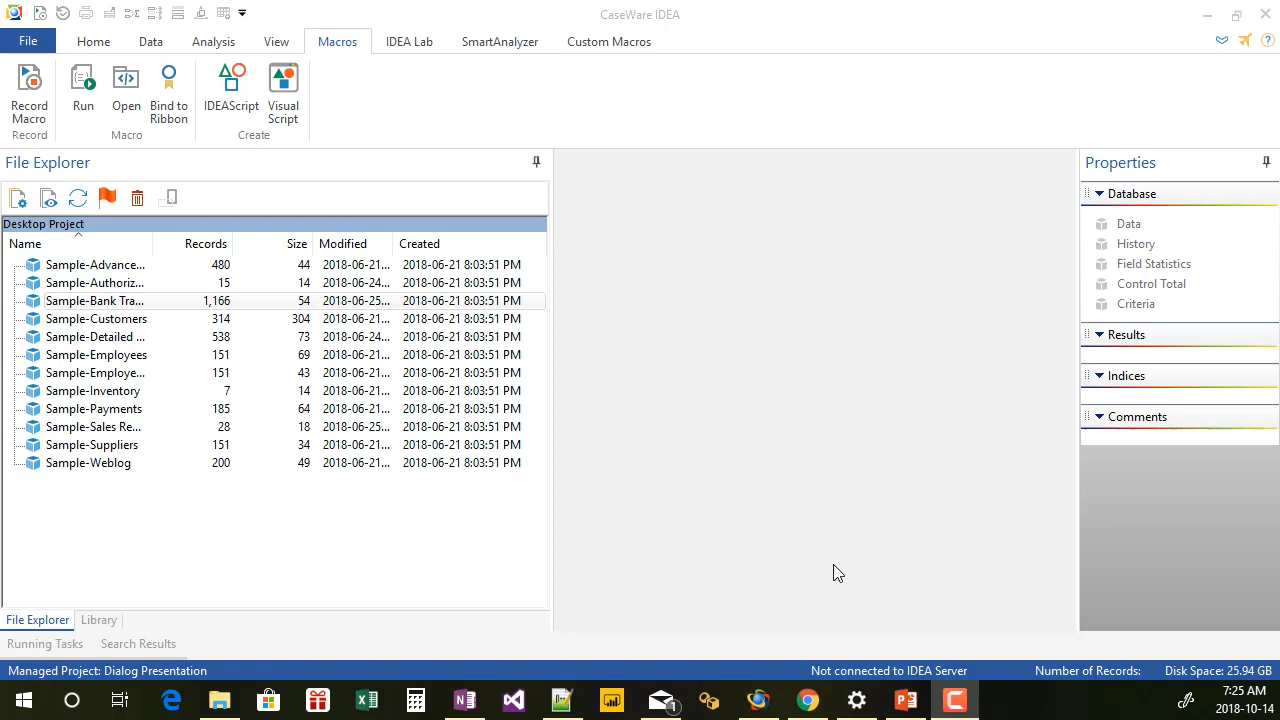 CaseWare IDEA
File Home Data Analysis View Macros IDEA Lab SmartAnalyzer Custom Macros
Record Macro Run Open Bind to Ribbon IDEAScript Visual Script
Record Macro Create
File Explorer
Desktop Project
Name Records Size Modified Created
Sample-Advance... 480 44 2018-06-21... 2018-06-21 8:03:51 PM
Sample-Authoriz... 15 14 2018-06-24... 2018-06-21 8:03:51 PM
Sample-Bank Tra... 1,166 54 2018-06-25... 2018-06-21 8:03:51 PM
Sample-Customers 314 304 2018-06-21... 2018-06-21 8:03:51 PM
Sample-Detailed ... 538 73 2018-06-24... 2018-06-21 8:03:51 PM
Sample-Employees 151 69 2018-06-21... 2018-06-21 8:03:51 PM
Sample-Employe... 151 43 2018-06-21... 2018-06-21 8:03:51 PM
Sample-Inventory 7 14 2018-06-21... 2018-06-21 8:03:51 PM
Sample-Payments 185 64 2018-06-21... 2018-06-21 8:03:51 PM
Sample-Sales Re... 28 18 2018-06-25... 2018-06-21 8:03:51 PM
Sample-Suppliers 151 34 2018-06-21... 2018-06-21 8:03:51 PM
Sample-Weblog 200 49 2018-06-21... 2018-06-21 8:03:51 PM
File Explorer Library
Running Tasks Search Results
Properties
Database
Data
History
Field Statistics
Control Total
Criteria
Results
Indices
Comments
Managed Project: Dialog Presentation Not connected to IDEA Server Number of Records: Disk Space: 25.94 GB
1
7:25 AM
2018-10-14